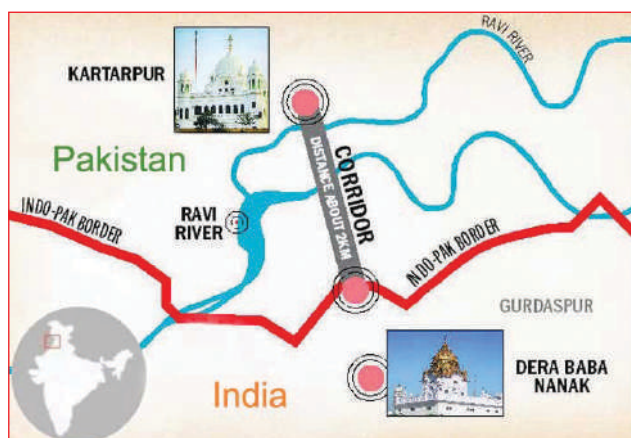 RAVI RIVER
KARTARPUR
Pakistan
CORRIDOR
DISTANCE ABOUT 2KM
INDO-PAK BORDER
RAVI
RIVER
INDO-PAK BORDER
GURDASPUR
India
DERA BABA
NANAK